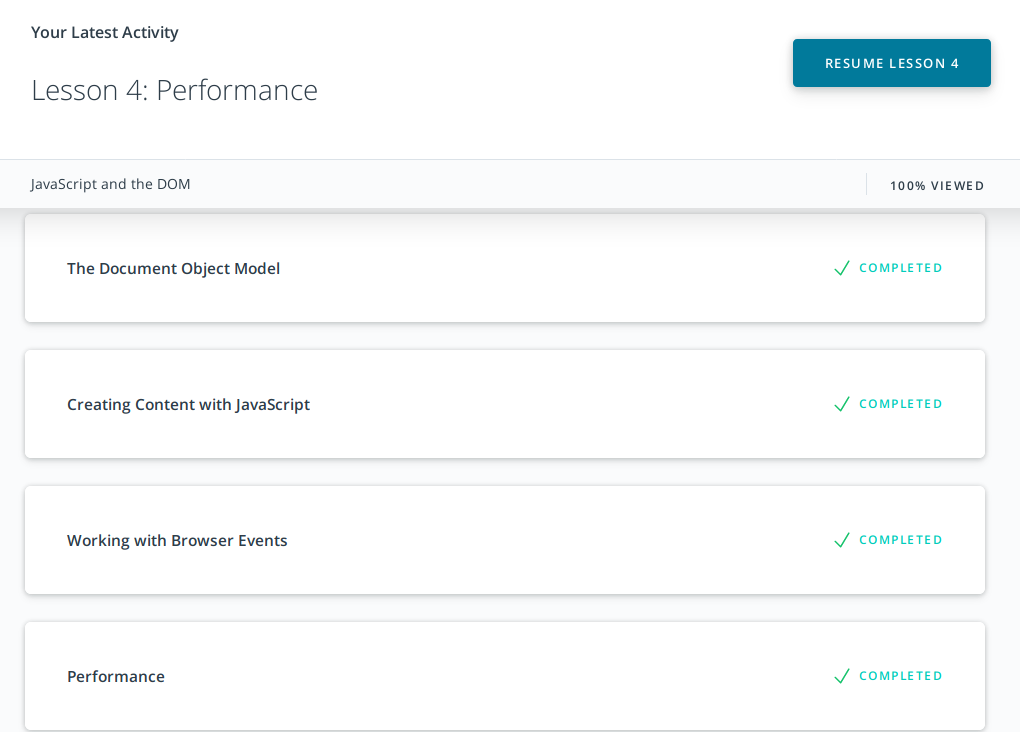 Your Latest Activity
RESUME LESSON 4
Lesson 4: Performance
JavaScript and the DOM
100% VIEWED
The Document Object Model
COMPLETED
Creating Content with JavaScript
COMPLETED
Working with Browser Events
COMPLETED
Performance
COMPLETED